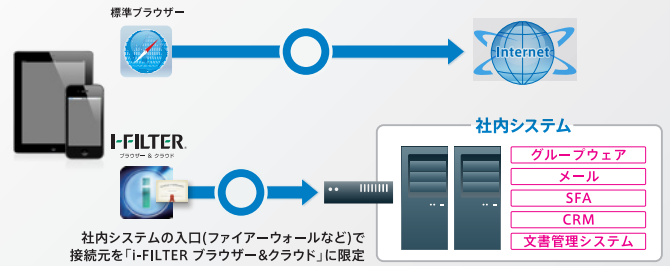 標準ブラウザー
Internet
I-FILTER®
ブラウザー & クラウド
社内システム
グループウェア
メール
SFA
CRM
文書管理システム
社内システムの入口(ファイアーウォールなど)で
接続元を「i-FILTER ブラウザー&クラウド」に限定